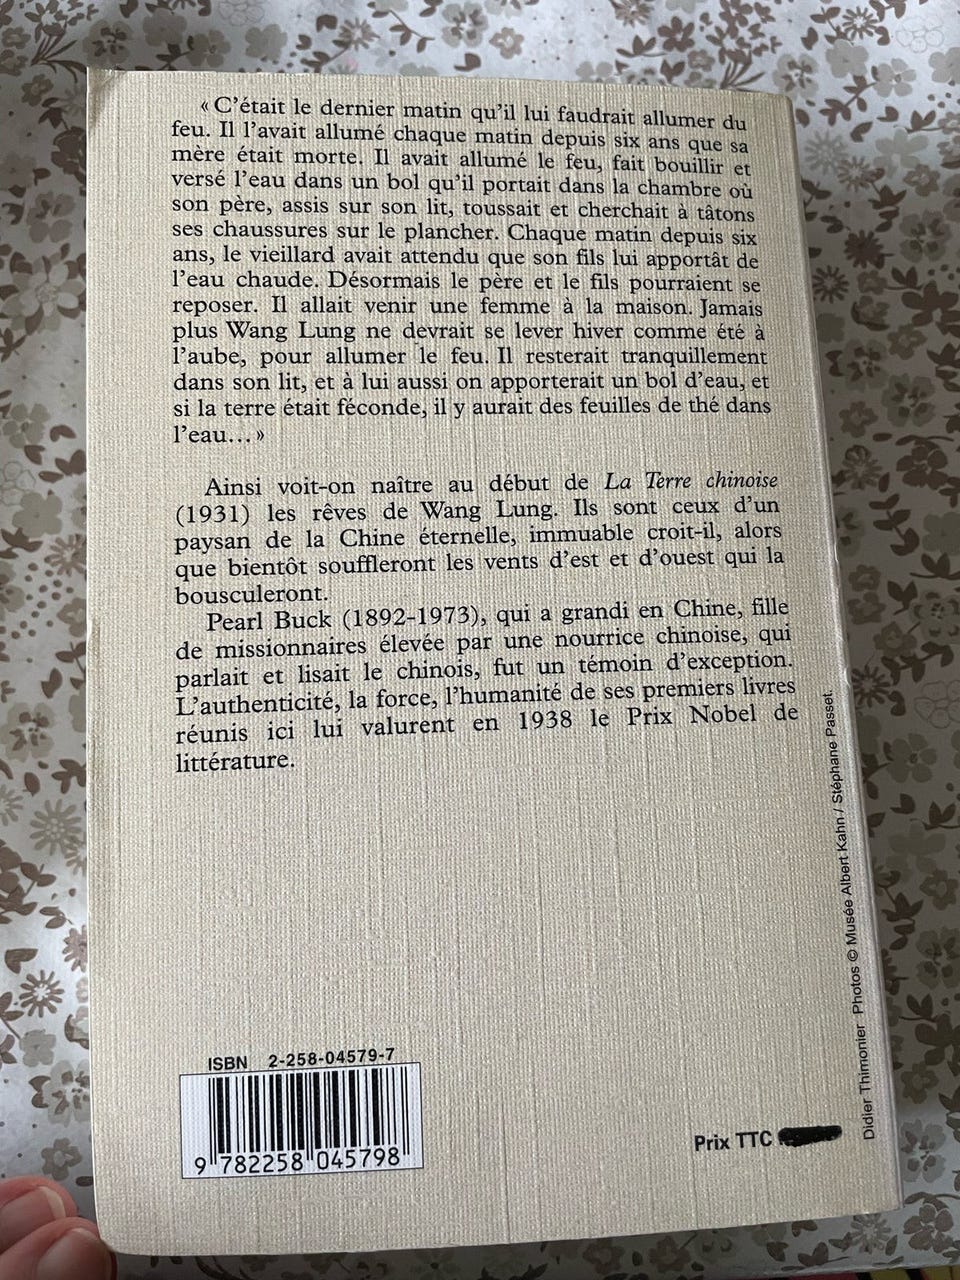 « C'était le dernier matin qu'il lui faudrait allumer du
feu. Il l'avait allumé chaque matin depuis six ans que sa
mère était morte. Il avait allumé le feu, fait bouillir et
versé l'eau dans un bol qu'il portait dans la chambre où
son père, assis sur son lit, toussait et cherchait à tâtons
ses chaussures sur le plancher. Chaque matin depuis six
ans, le vieillard avait attendu que son fils lui apportât de
l'eau chaude. Désormais le père et le fils pourraient se
reposer. Il allait venir une femme à la maison. Jamais
plus Wang Lung ne devrait se lever hiver comme été à
l'aube, pour allumer le feu. Il resterait tranquillement
dans son lit, et à lui aussi on apporterait un bol d'eau, et
si la terre était féconde, il y aurait des feuilles de thé dans
l'eau... »
Ainsi voit-on naître au début de La Terre chinoise
(1931) les rêves de Wang Lung. Ils sont ceux d'un
paysan de la Chine éternelle, immuable croit-il, alors
que bientôt souffleront les vents d'est et d'ouest qui la
bousculeront.
Pearl Buck (1892-1973), qui a grandi en Chine, fille
de missionnaires élevée par une nourrice chinoise, qui
parlait et lisait le chinois, fut un témoin d'exception.
L'authenticité, la force, l'humanité de ses premiers livres
réunis ici lui valurent en 1938 le Prix Nobel de
littérature.
Didier Thimonier Photos © Musée Albert Kahn / Stéphane Passet.
ISBN 2-258-04579-7
9 782258 045798
Prix TTC